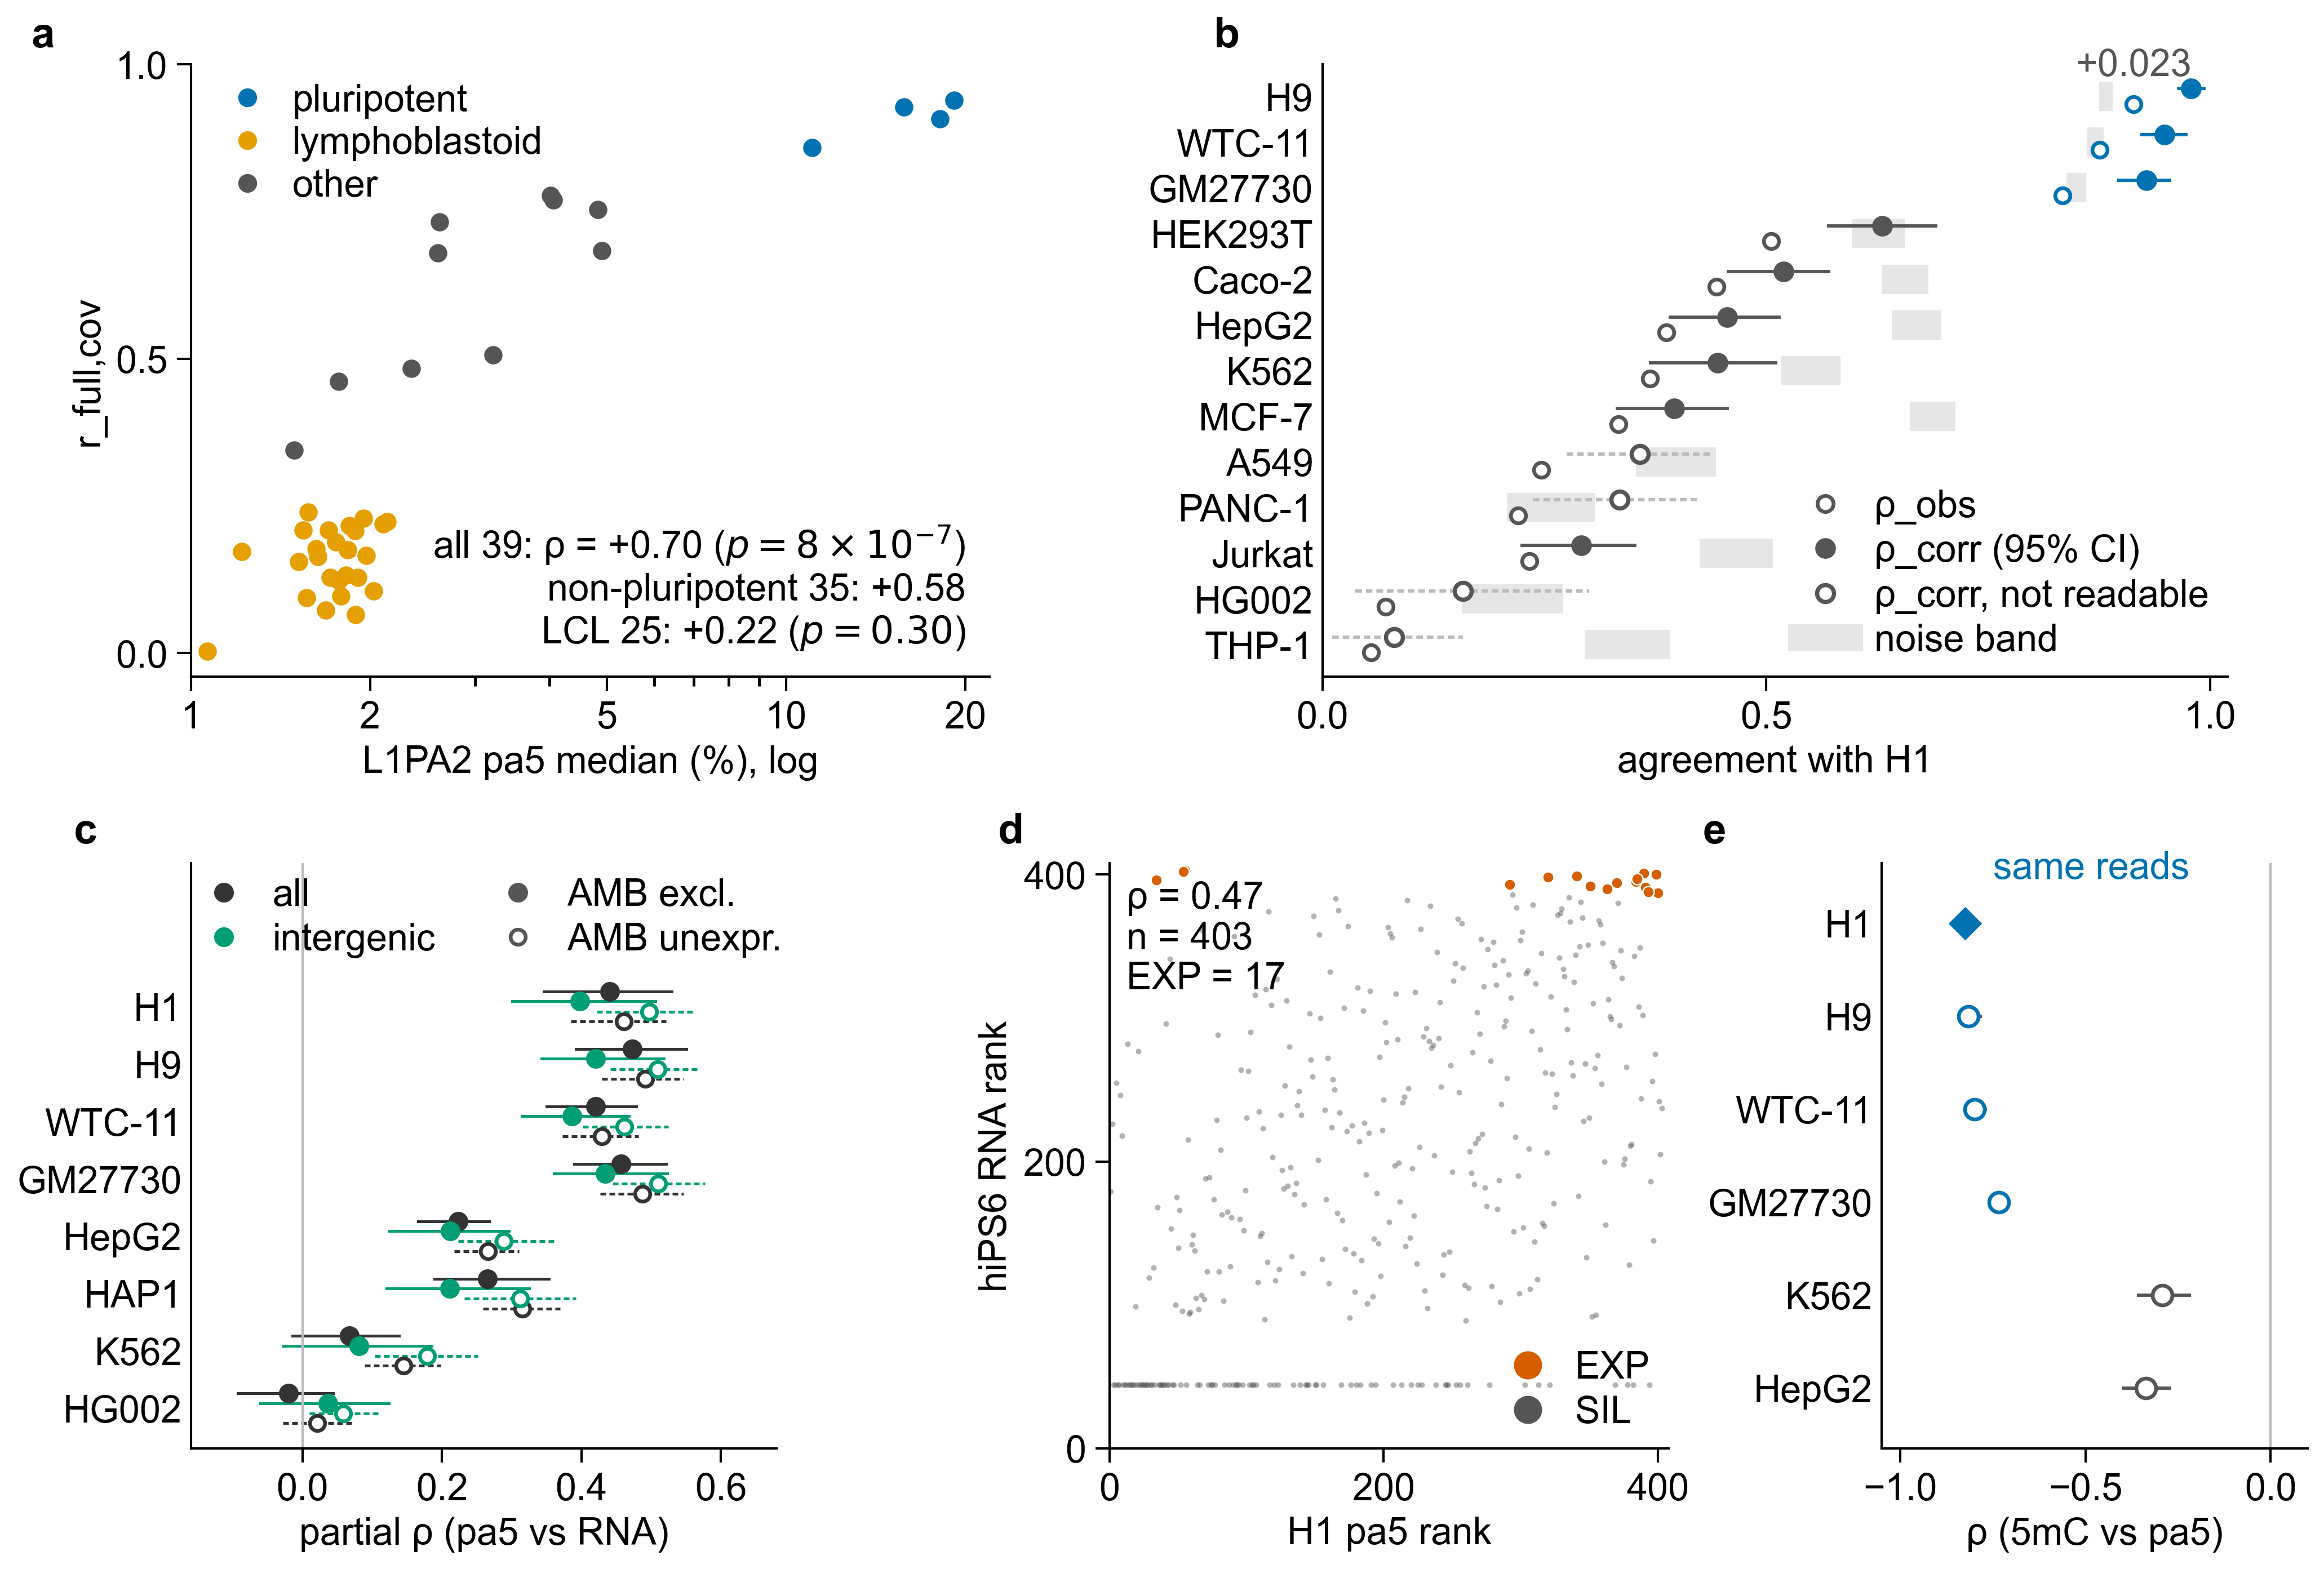 a
1.0
0.5
0.0
r_full,cov
pluripotent
lymphoblastoid
other
all 39: ρ = +0.70 (p = 8 × 10⁻⁷)
non-pluripotent 35: +0.58
LCL 25: +0.22 (p = 0.30)
1 2 5 10 20
L1PA2 pa5 median (%), log
b
+0.023
H9
WTC-11
GM27730
HEK293T
Caco-2
HepG2
K562
MCF-7
A549
PANC-1
Jurkat
HG002
THP-1
ρ_obs
ρ_corr (95% CI)
ρ_corr, not readable
noise band
0.0 0.5 1.0
agreement with H1
c
all
intergenic
AMB excl.
AMB unexpr.
H1
H9
WTC-11
GM27730
HepG2
HAP1
K562
HG002
0.0 0.2 0.4 0.6
partial ρ (pa5 vs RNA)
d
400
200
0
hiPS6 RNA rank
ρ = 0.47
n = 403
EXP = 17
EXP
SIL
0 200 400
H1 pa5 rank
e
same reads
H1
H9
WTC-11
GM27730
K562
HepG2
−1.0 −0.5 0.0
ρ (5mC vs pa5)